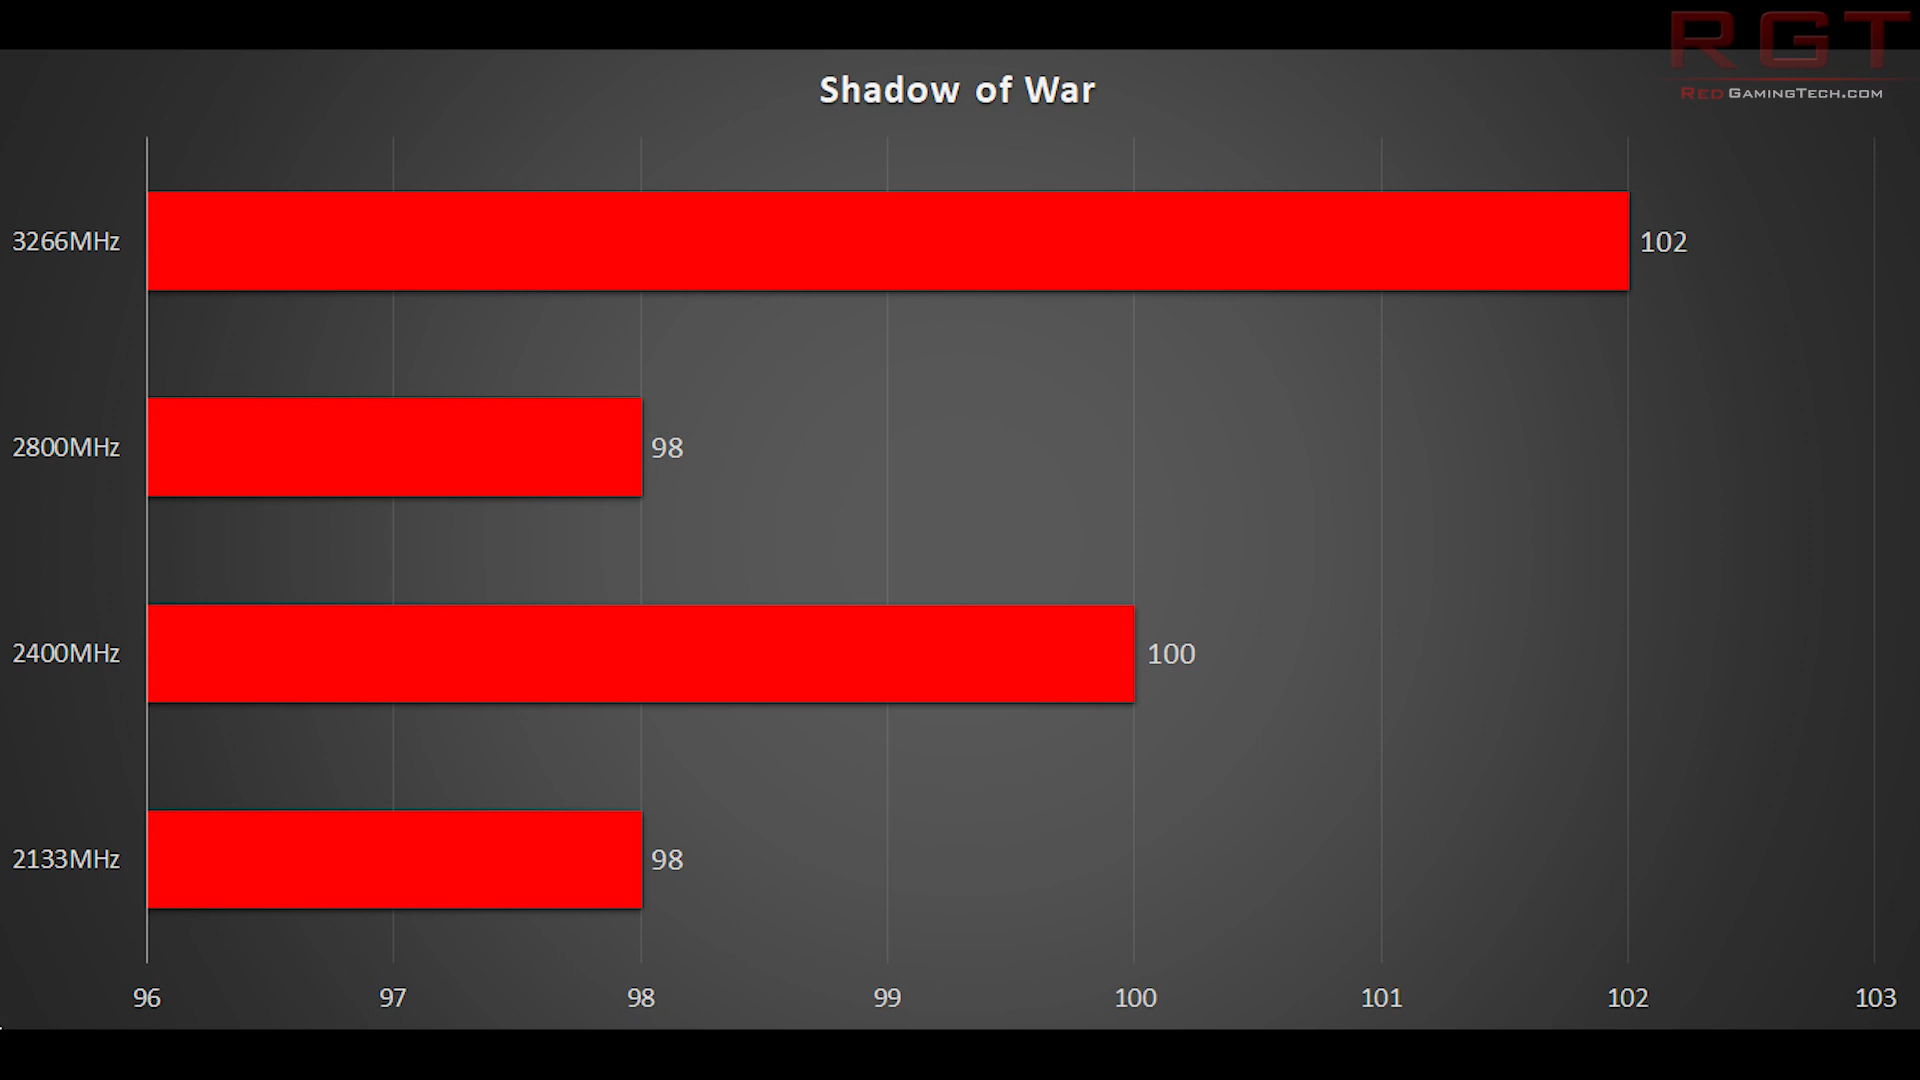 RGT
RED GAMINGTECH.COM
Shadow of War
3266MHz
102
2800MHz
98
2400MHz
100
2133MHz
98
96 97 98 99 100 101 102 103